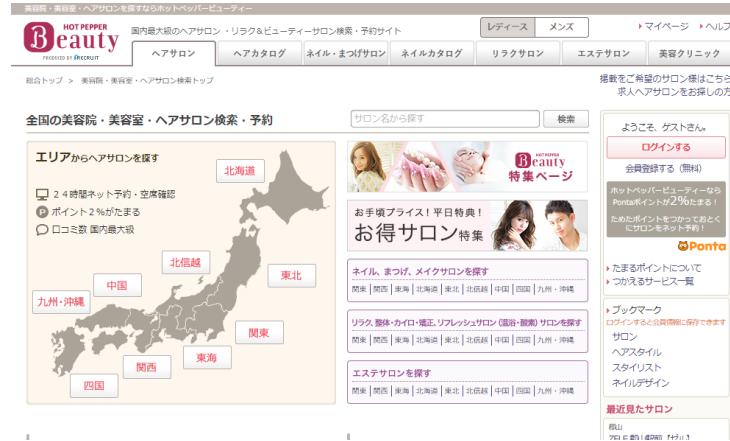 美容院・美容室・ヘアサロンを探すならホットペッパービューティー
HOT PEPPER
Beauty
PRODUCED BY RECRUIT
国内最大級のヘアサロン・リラク&ビューティーサロン検索・予約サイト
レディース メンズ
マイページ ヘルプ
ヘアサロン ヘアカタログ ネイル・まつげサロン ネイルカタログ リラクサロン エステサロン 美容クリニック
総合トップ > 美容院・美容室・ヘアサロン検索トップ
掲載をご希望のサロン様はこちら
求人ヘアサロンをお探しの方
全国の美容院・美容室・ヘアサロン検索・予約
サロン名から探す 検索
エリアからヘアサロンを探す
24時間ネット予約・空席確認
ポイント2%がたまる
口コミ数 国内最大級
北海道
北信越
東北
中国
九州・沖縄
関東
東海
関西
四国
HOT PEPPER
Beauty
特集ページ
お手頃プライス!平日特典!
お得サロン特集
ネイル、まつげ、メイクサロンを探す
関東 | 関西 | 東海 | 北海道 | 東北 | 北信越 | 中国 | 四国 | 九州・沖縄
リラク、整体・カイロ・矯正、リフレッシュサロン(温浴・酸素)サロンを探す
関東 | 関西 | 東海 | 北海道 | 東北 | 北信越 | 中国 | 四国 | 九州・沖縄
エステサロンを探す
関東 | 関西 | 東海 | 北海道 | 東北 | 北信越 | 中国 | 四国 | 九州・沖縄
ようこそ、ゲストさん。
ログインする
会員登録する(無料)
ホットペッパービューティーなら
Pontaポイントが2%たまる!
ためたポイントをつかっておとく
にサロンをネット予約!
Ponta
たまるポイントについて
つかえるサービス一覧
ブックマーク
ログインすると会員情報に保存できます
サロン
ヘアスタイル
スタイリスト
ネイルデザイン
最近見たサロン
郡山
ZELE 郡山駅前【ゼル】